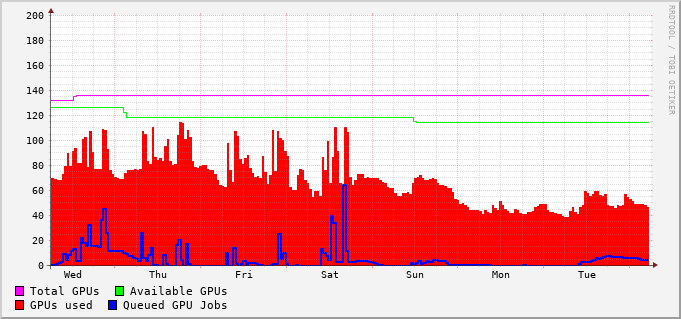 RRDTOOL / TOBI OETIKER
200
180
160
140
120
100
80
60
40
20
0
Wed Thu Fri Sat Sun Mon Tue
Total GPUs Available GPUs
GPUs used Queued GPU Jobs